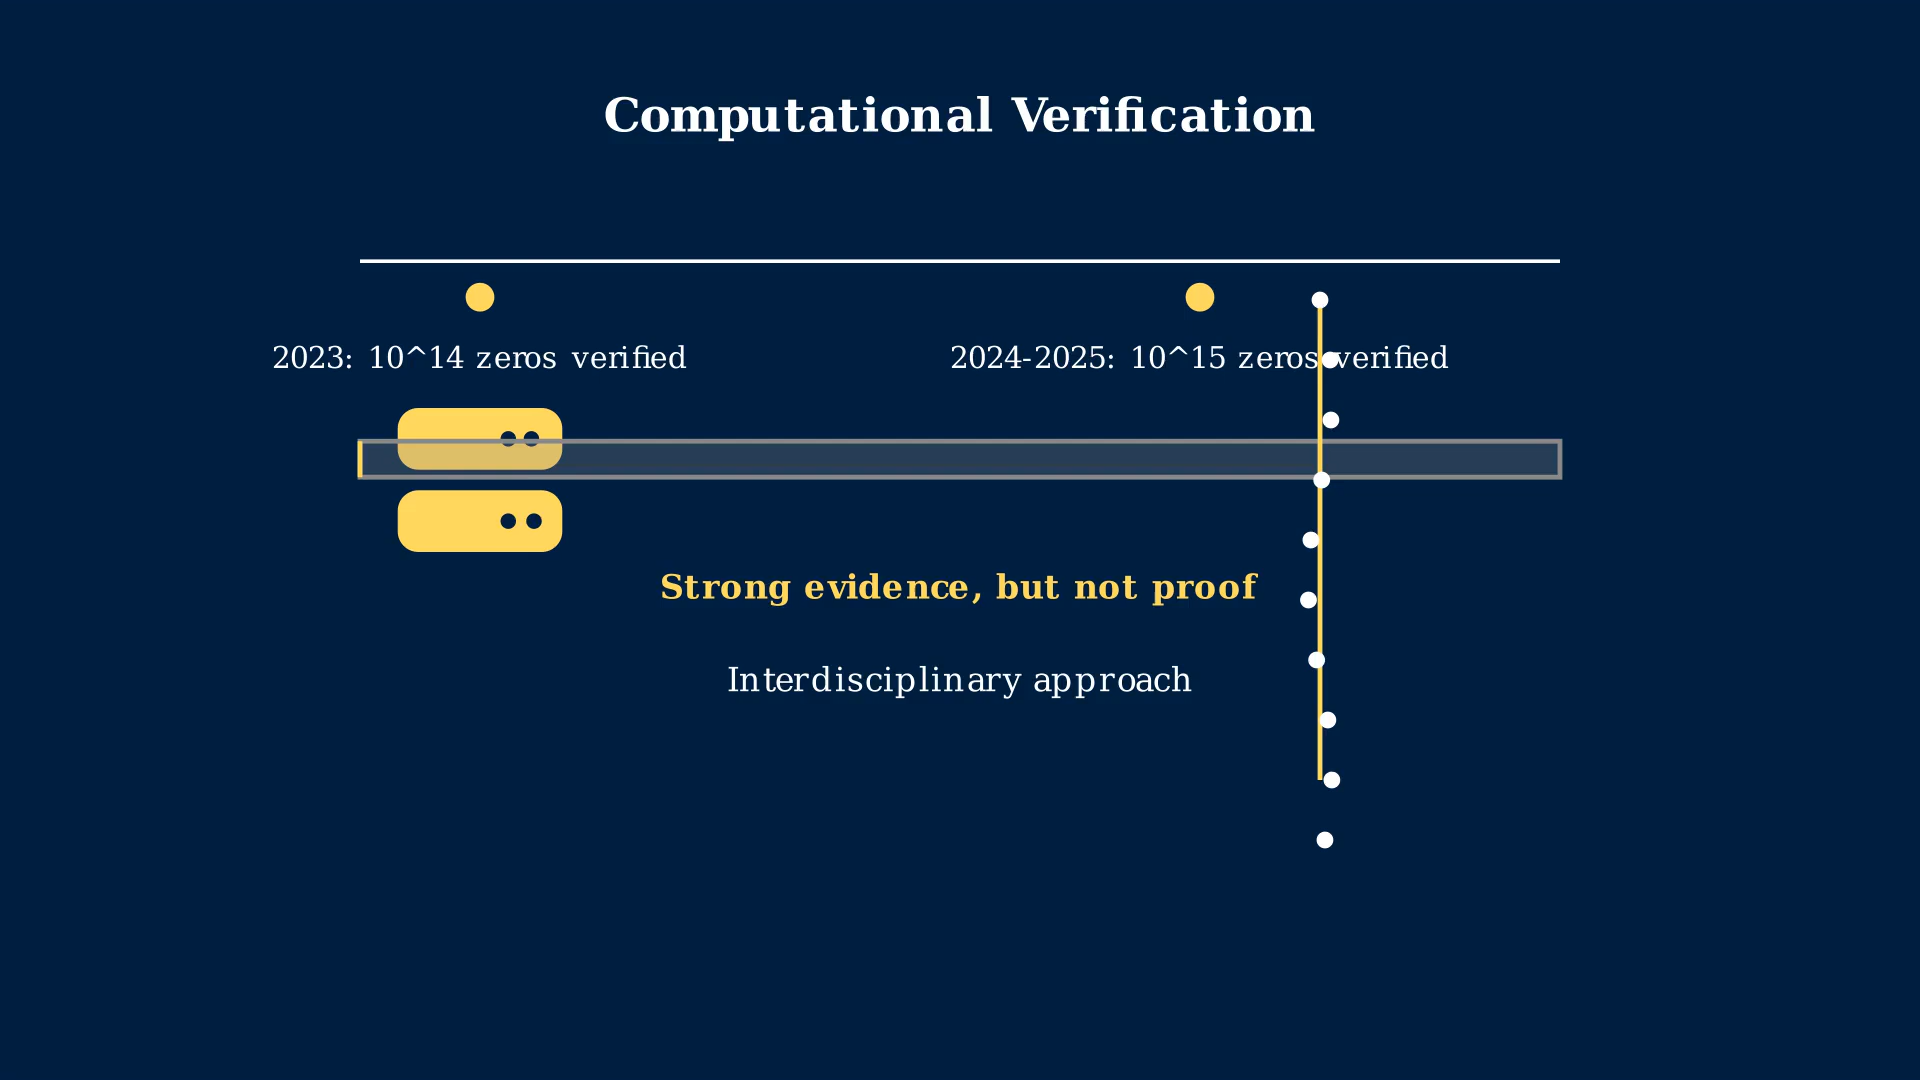 Computational Verification
2023: 10^14 zeros verified
2024-2025: 10^15 zeros verified
Strong evidence, but not proof
Interdisciplinary approach